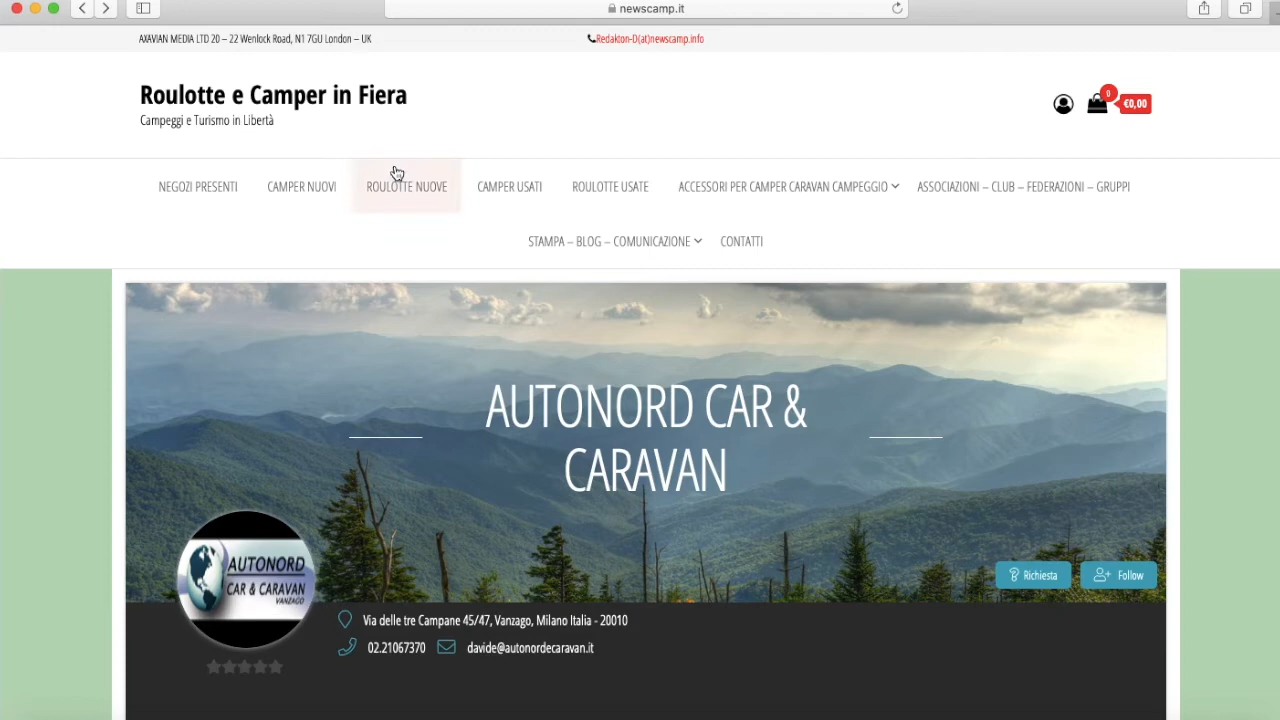 newscamp.it
AXAVIAN MEDIA LTD 20 – 22 Wenlock Road, N1 7GU London – UK
Redakton-D(at)newscamp.info
Roulotte e Camper in Fiera
Campeggi e Turismo in Libertà
0
€0,00
NEGOZI PRESENTI CAMPER NUOVI ROULOTTE NUOVE CAMPER USATI ROULOTTE USATE ACCESSORI PER CAMPER CARAVAN CAMPEGGIO ASSOCIAZIONI – CLUB – FEDERAZIONI – GRUPPI
STAMPA – BLOG – COMUNICAZIONE CONTATTI
AUTONORD CAR &
CARAVAN
AUTONORD
CAR & CARAVAN
VANZAGO
Richiesta
Follow
Via delle tre Campane 45/47, Vanzago, Milano Italia - 20010
02.21067370 davide@autonordecaravan.it